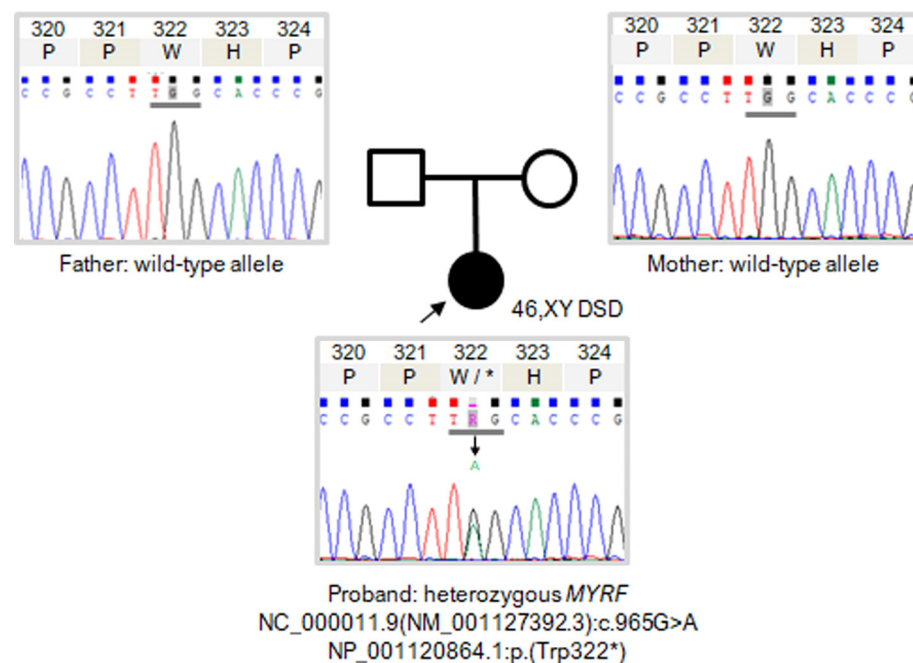 320 321 322 323 324
P P W H P
C C G C C T T G G C A C C C G
Father: wild-type allele
320 321 322 323 324
P P W H P
C C G C C T T G G C A C C C G
Mother: wild-type allele
46,XY DSD
320 321 322 323 324
P P W / * H P
C C G C C T T R G C A C C C G
A
Proband: heterozygous MYRF
NC_000011.9(NM_001127392.3):c.965G>A
NP_001120864.1:p.(Trp322*)